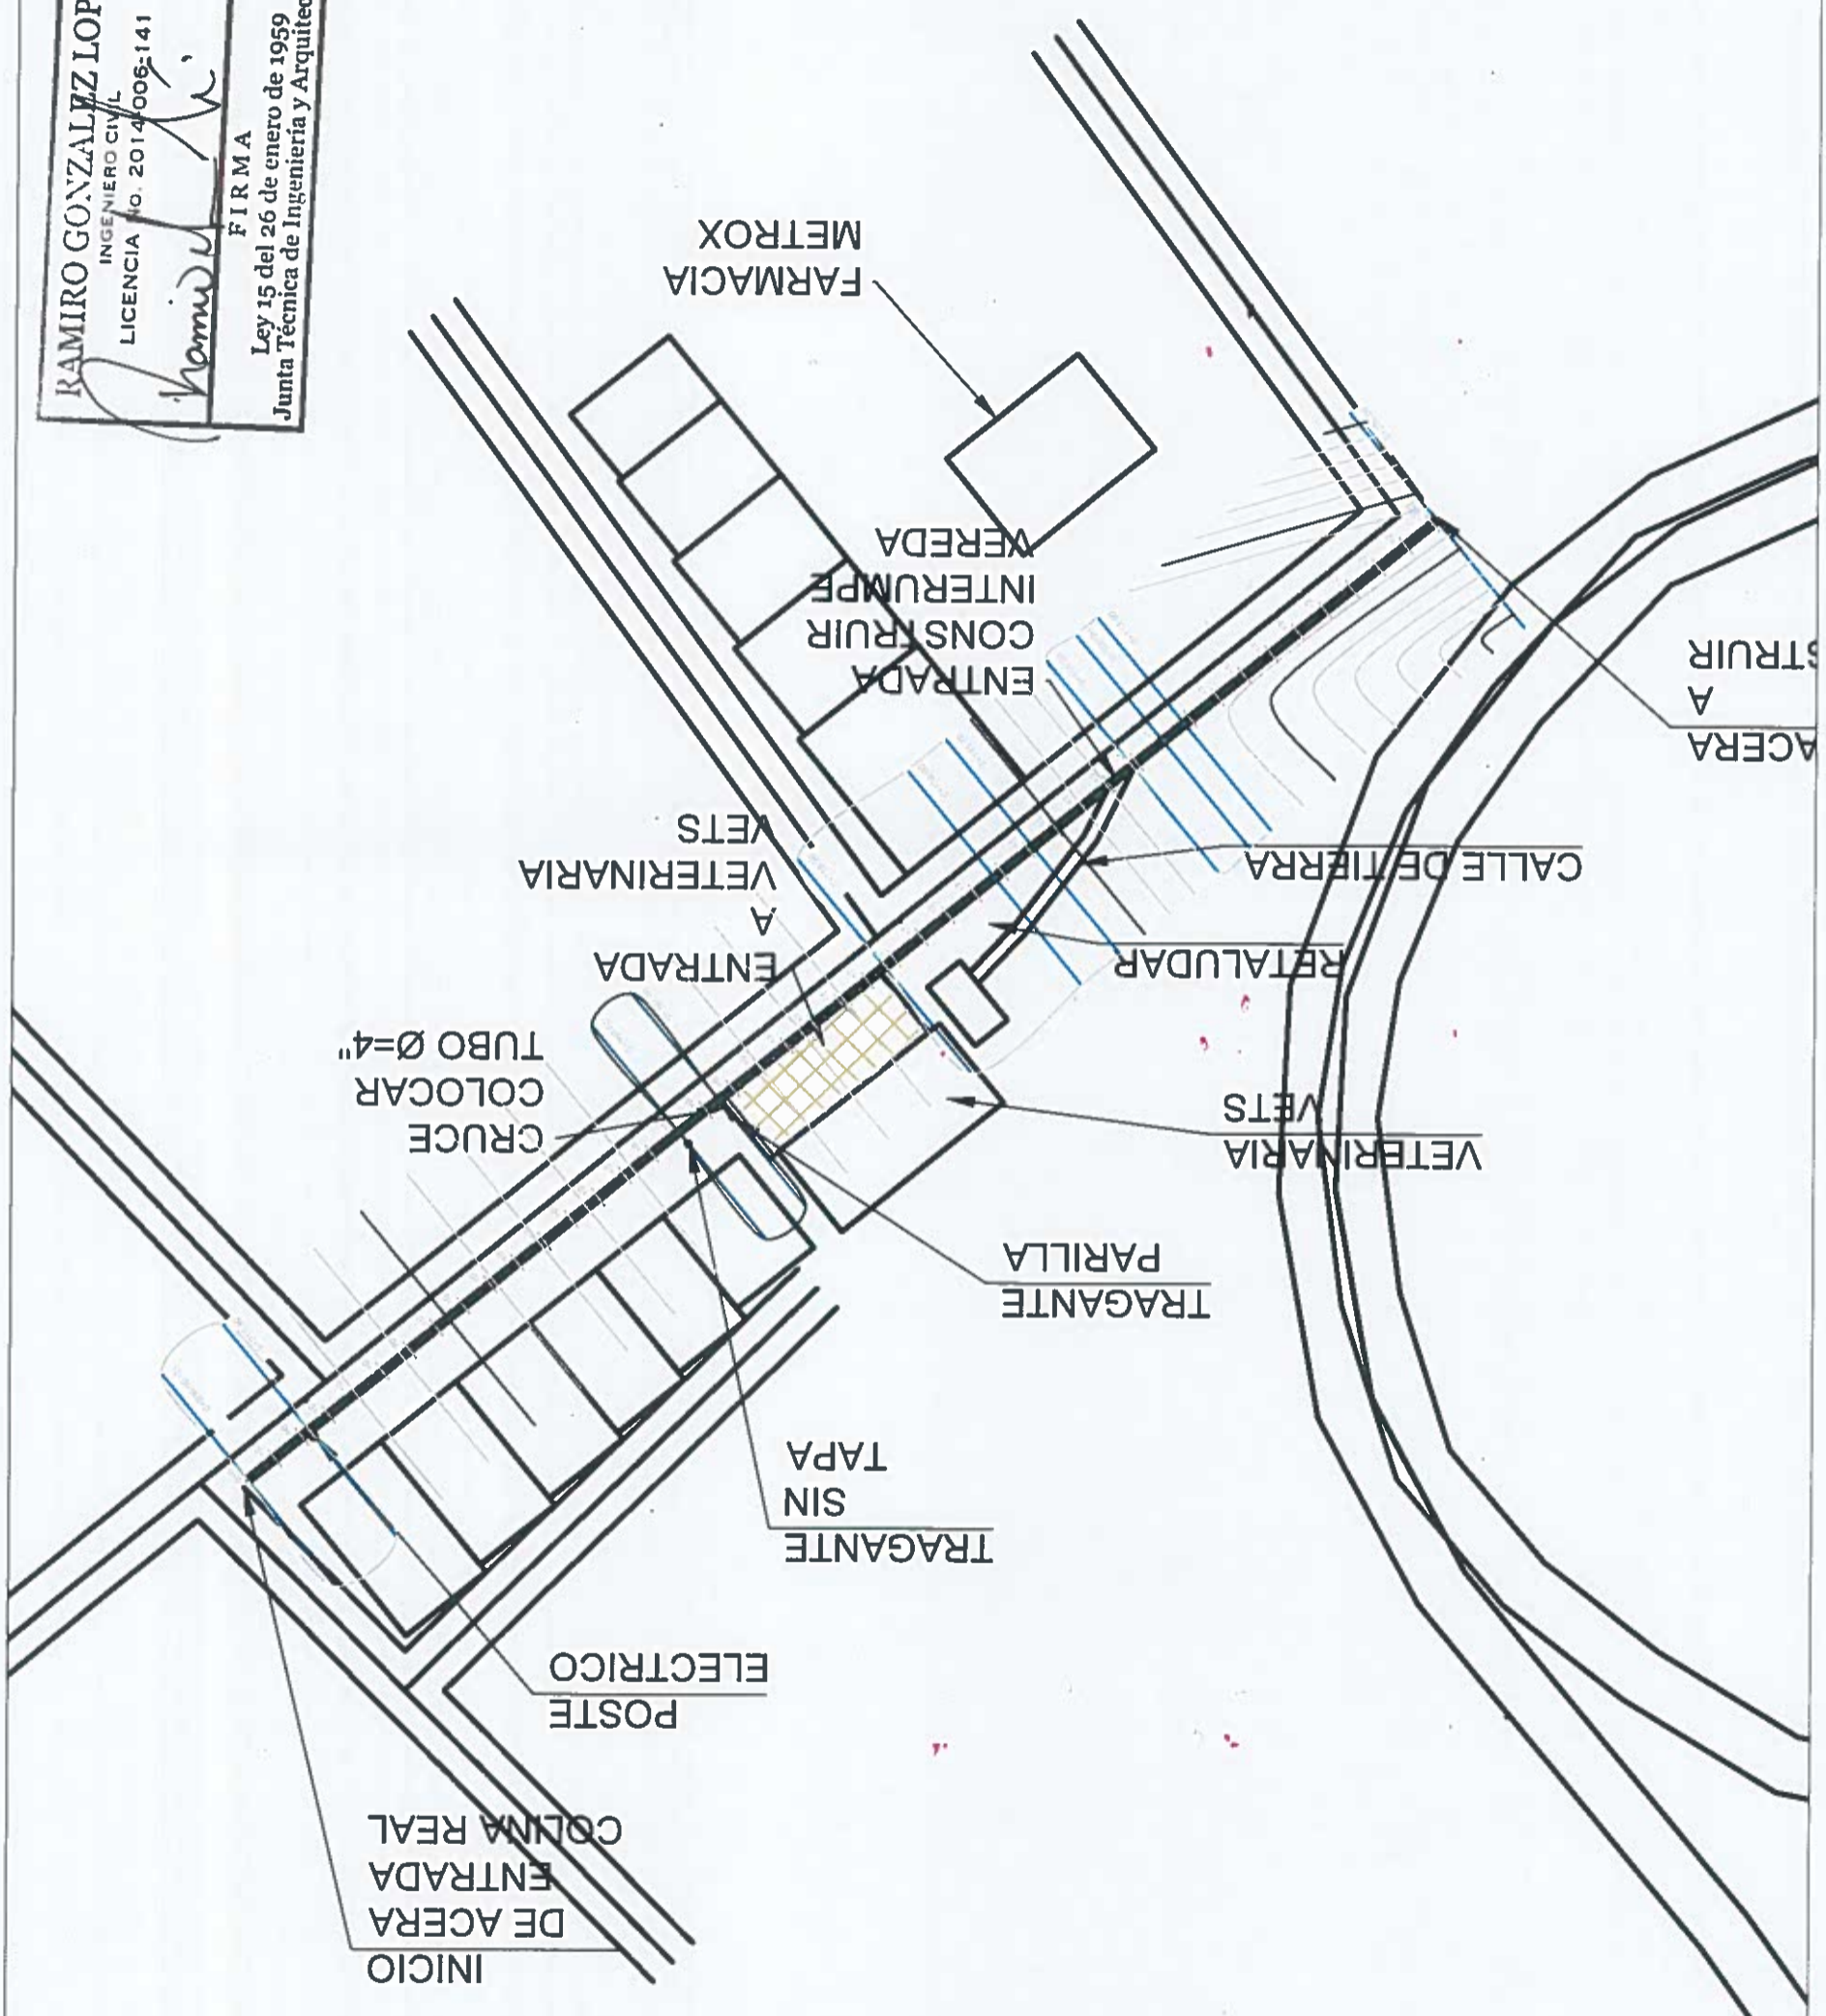 RAMIRO GONZALEZ LOP
INGENIERO CIVIL
LICENCIA No. 2014-006-141
FIRMA
Ley 15 del 26 de enero de 1959
Junta Técnica de Ingeniería y Arquitec
INICIO
DE ACERA
ENTRADA
COLINA REAL
POSTE
ELECTRICO
TRAGANTE
SIN
TAPA
TRAGANTE
PARILLA
CRUCE
COLOCAR
TUBO Ø=4"
VETERINARIA
VETS
ENTRADA
A
VETERINARIA
VETS
RETALUDAR
CALLE DE TIERRA
ACERA
A
STRUIR
ENTRADA
CONSTRUIR
INTERUMPE
VEREDA
FARMACIA
METROX